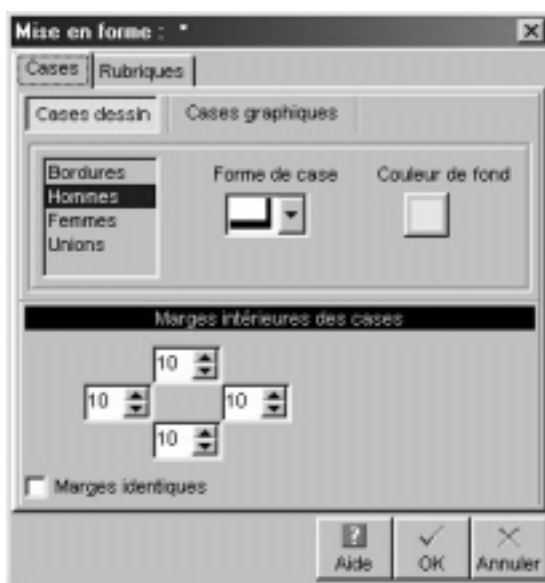 Mise en forme : *
Cases Rubriques
Cases dessin Cases graphiques
Bordures
Hommes
Femmes
Unions
Forme de case
Couleur de fond
Marges intérieures des cases
10
10 10
10
Marges identiques
? 
Aide OK Annuler